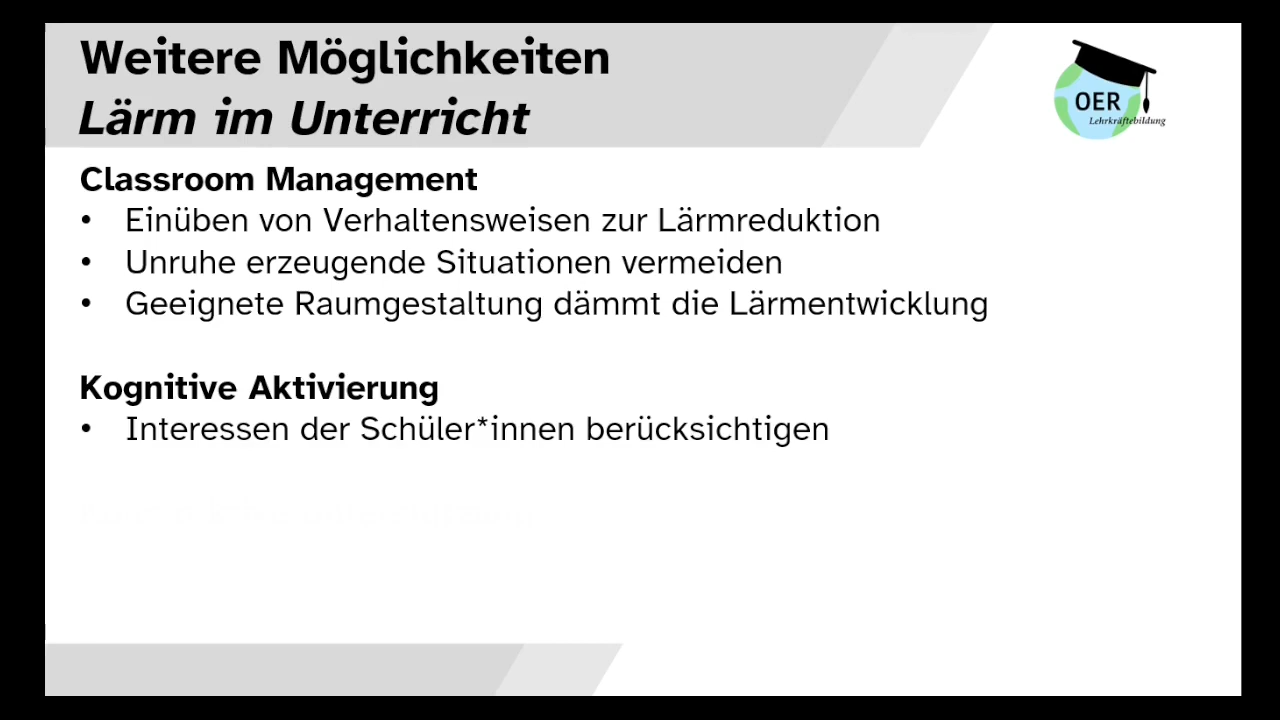 Weitere Möglichkeiten
Lärm im Unterricht
OER
Lehrkräftebildung
Classroom Management
• Einüben von Verhaltensweisen zur Lärmreduktion
• Unruhe erzeugende Situationen vermeiden
• Geeignete Raumgestaltung dämmt die Lärmentwicklung
Kognitive Aktivierung
• Interessen der Schüler*innen berücksichtigen